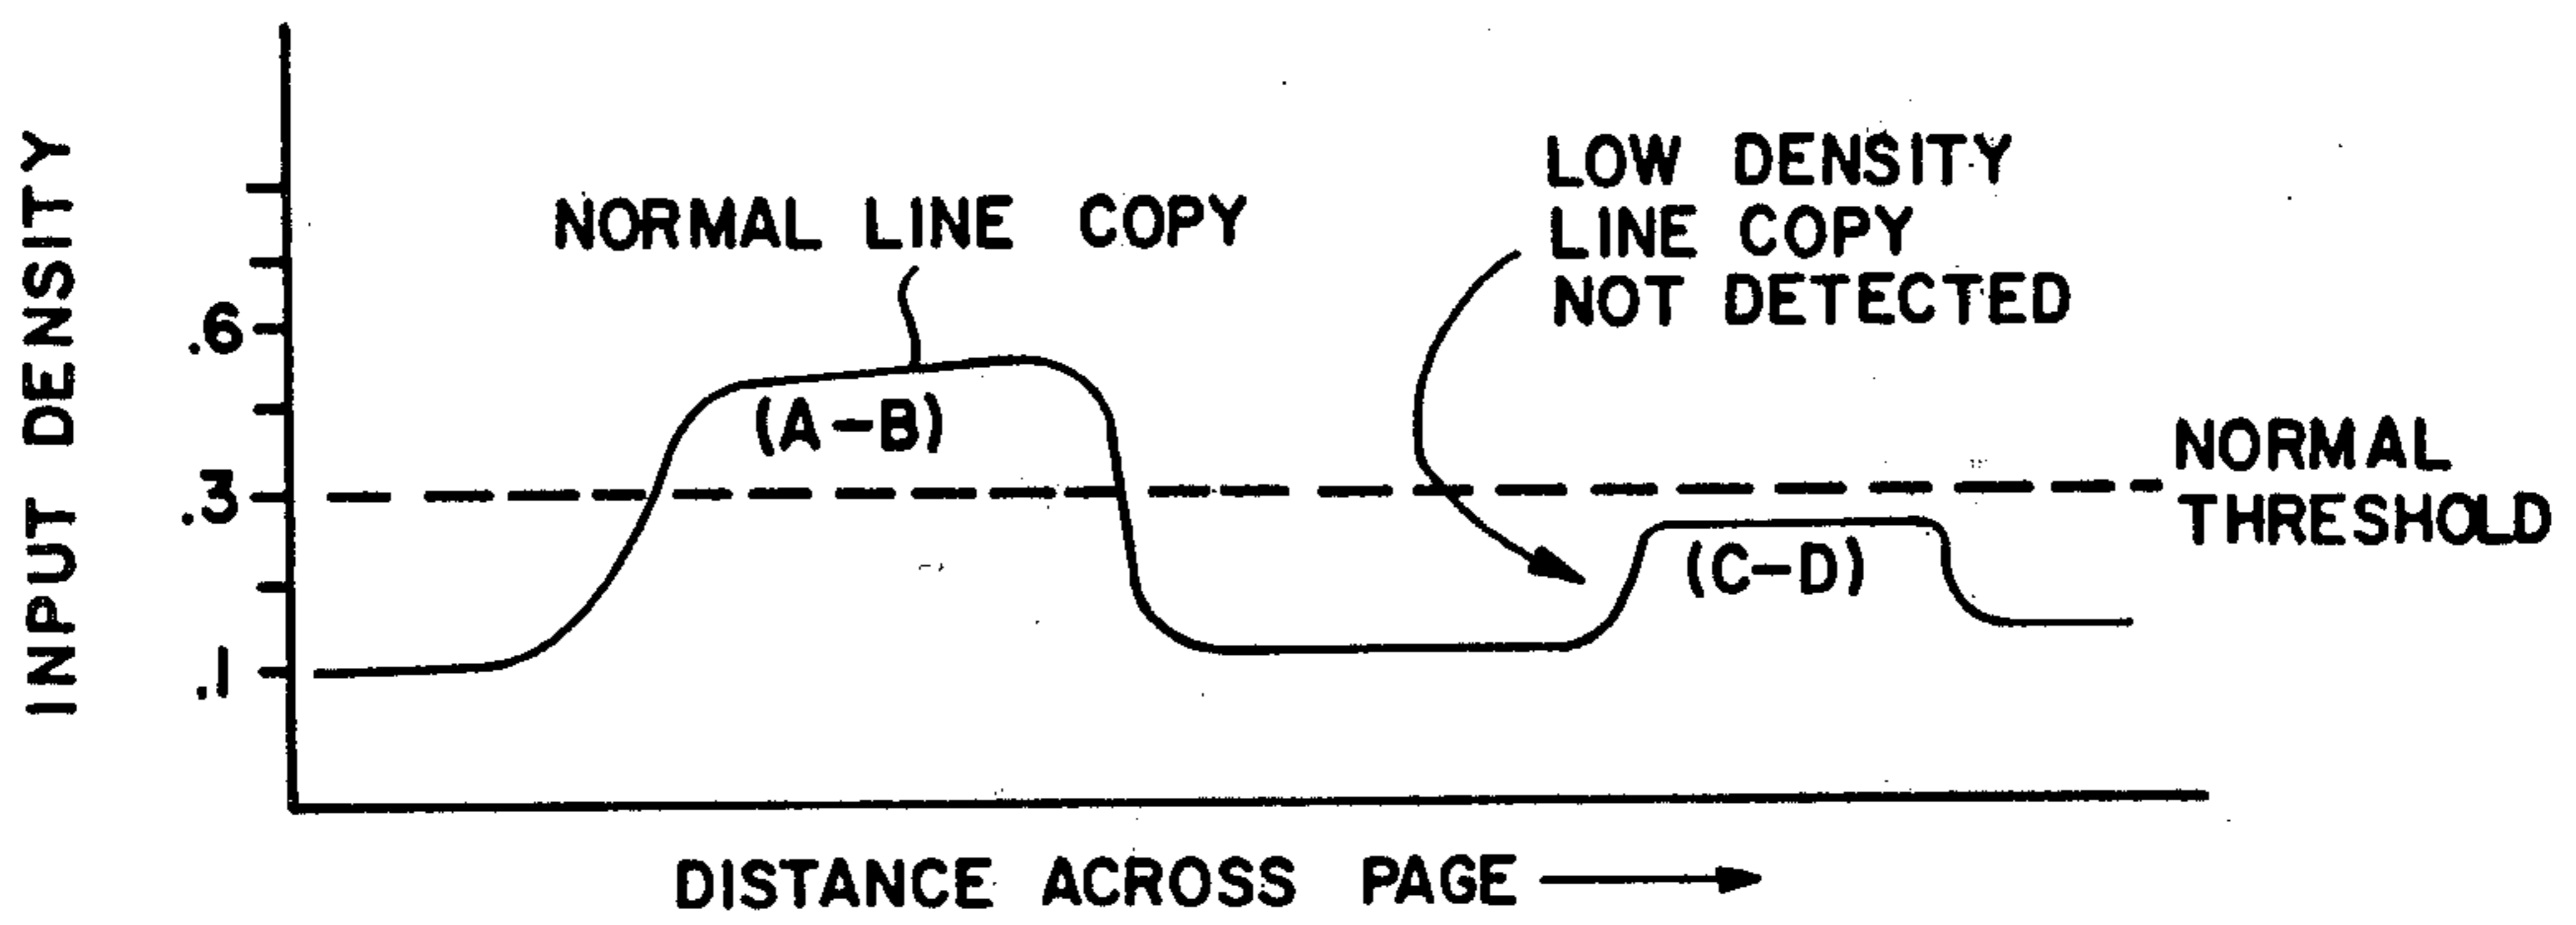 INPUT DENSITY
.6
.3
.1
NORMAL LINE COPY
(A-B)
LOW DENSITY
LINE COPY
NOT DETECTED
(C-D)
NORMAL
THRESHOLD
DISTANCE ACROSS PAGE